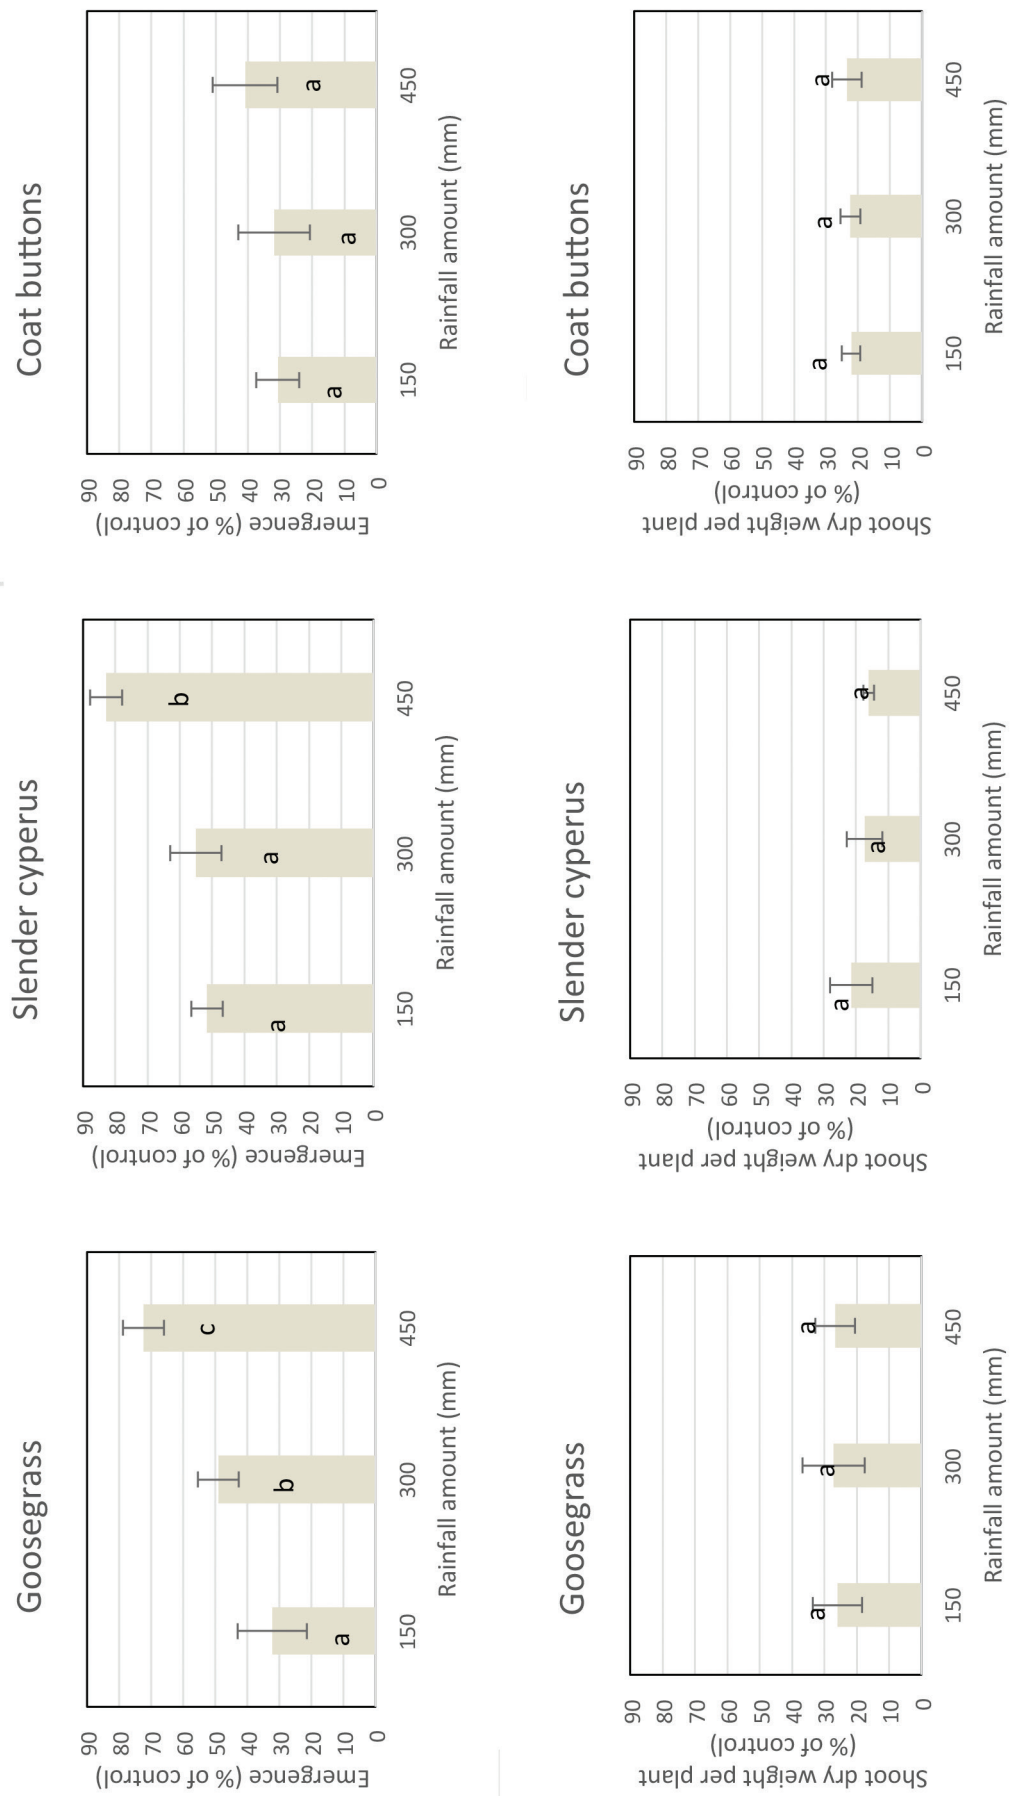 Goosegrass
90
80
70
60
50
40
30
20
10
0
Emergence (% of control)
a
b
c
150 300 450
Rainfall amount (mm)
Slender cyperus
90
80
70
60
50
40
30
20
10
0
Emergence (% of control)
a
a
b
150 300 450
Rainfall amount (mm)
Coat buttons
90
80
70
60
50
40
30
20
10
0
Emergence (% of control)
a
a
a
150 300 450
Rainfall amount (mm)
Goosegrass
90
80
70
60
50
40
30
20
10
0
Shoot dry weight per plant
(% of control)
a
a
a
150 300 450
Rainfall amount (mm)
Slender cyperus
90
80
70
60
50
40
30
20
10
0
Shoot dry weight per plant
(% of control)
a
a
a
150 300 450
Rainfall amount (mm)
Coat buttons
90
80
70
60
50
40
30
20
10
0
Shoot dry weight per plant
(% of control)
a
a
a
150 300 450
Rainfall amount (mm)